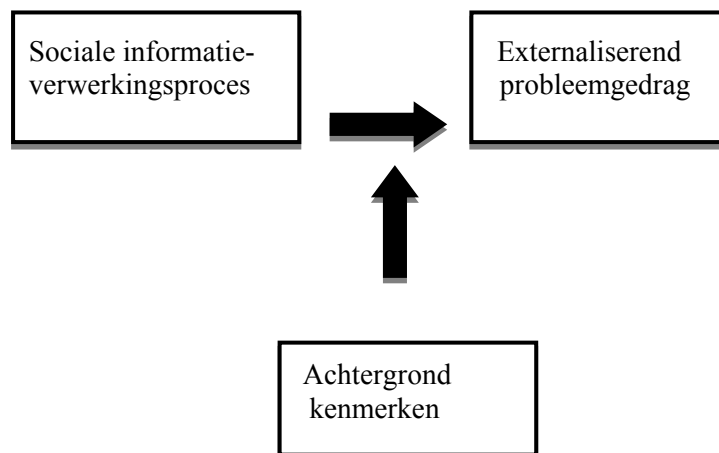 Sociale informatie-
verwerkingsproces
Externaliserend
probleemgedrag
Achtergrond
kenmerken